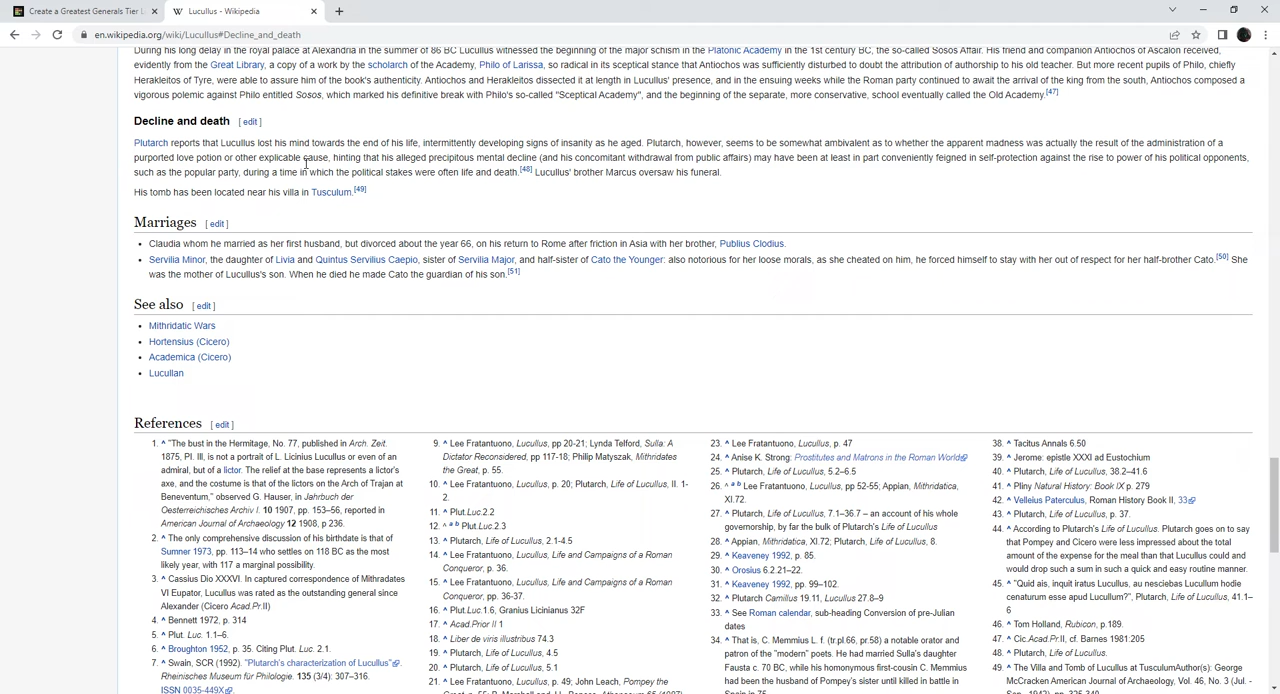 Create a Greatest Generals Tier L
Lucullus - Wikipedia
en.wikipedia.org/wiki/Lucullus#Decline_and_death
During his long delay in the royal palace at Alexandria in the summer of 86 BC Lucullus witnessed the beginning of the major schism in the Platonic Academy in the 1st century BC, the so-called Sosos Affair. His friend and companion Antiochos of Ascalon received,
evidently from the Great Library, a copy of a work by the scholarch of the Academy, Philo of Larissa, so radical in its sceptical stance that Antiochus was sufficiently disturbed to doubt the attribution of authorship to his old teacher. But more recent pupils of Philo, chiefly
Herakleitos of Tyre, were able to assure him of the book's authenticity. Antiochos and Herakleitos dissected it at length in Lucullus' presence, and in the ensuing weeks while the Roman party continued to await the arrival of the king from the south, Antiochos composed a
vigorous polemic against Philo entitled Sosos, which marked his definitive break with Philo's so-called "Sceptical Academy", and the beginning of the separate, more conservative, school eventually called the Old Academy.[47]
Decline and death [ edit ]
Plutarch reports that Lucullus lost his mind towards the end of his life, intermittently developing signs of insanity as he aged. Plutarch, however, seems to be somewhat ambivalent as to whether the apparent madness was actually the result of the administration of a
purported love potion or other explicable cause, hinting that his alleged precipitous mental decline (and his concomitant withdrawal from public affairs) may have been at least in part conveniently feigned in self-protection against the rise to power of his political opponents,
such as the popular party, during a time in which the political stakes were often life and death.[48] Lucullus' brother Marcus oversaw his funeral.
His tomb has been located near his villa in Tusculum.[49]
Marriages [ edit ]
• Claudia whom he married as her first husband, but divorced about the year 66, on his return to Rome after friction in Asia with her brother, Publius Clodius.
• Servilia Minor, the daughter of Livia and Quintus Servilius Caepio, sister of Servilia Major, and half-sister of Cato the Younger: also notorious for her loose morals, as she cheated on him, he forced himself to stay with her out of respect for her half-brother Cato.[50] She
was the mother of Lucullus's son. When he died he made Cato the guardian of his son.[51]
See also [ edit ]
• Mithridatic Wars
• Hortensius (Cicero)
• Academica (Cicero)
• Lucullan
References [ edit ]
1. ^ "The bust in the Hermitage, No. 77, published in Arch. Zeit.
1875, Pl. III, is not a portrait of L. Licinius Lucullus or even of an
admiral, but of a lictor. The relief at the base represents a lictor's
axe, and the costume is that of the lictors on the Arch of Trajan at
Beneventum," observed G. Hauser, in Jahrbuch der
Oesterreichisches Archiv I. 10 1907, pp. 153–56, reported in
American Journal of Archaeology 12 1908, p 236.
2. ^ The only comprehensive discussion of his birthdate is that of
Sumner 1973, pp. 113–14 who settles on 118 BC as the most
likely year, with 117 a marginal possibility.
3. ^ Cassius Dio XXXVI. In captured correspondence of Mithradates
VI Eupator, Lucullus was rated as the outstanding general since
Alexander (Cicero Acad.Pr.II)
4. ^ Bennett 1972, p. 314
5. ^ Plut. Luc. 1.1–6.
6. ^ Broughton 1952, p. 35. Citing Plut. Luc. 2.1.
7. ^ Swain, SCR (1992). "Plutarch's characterization of Lucullus".
Rheinisches Museum für Philologie. 135 (3/4): 307–316.
ISSN 0035-449X.
9. ^ Lee Fratantuono, Lucullus, pp 20-21; Lynda Telford, Sulla: A
Dictator Reconsidered, pp 117-18; Philip Matyszak, Mithridates
the Great, p. 55.
10. ^ Lee Fratantuono, Lucullus, p. 20; Plutarch, Life of Lucullus, II. 1-
2.
11. ^ Plut.Luc.2.2
12. ^ a b Plut.Luc.2.3
13. ^ Plutarch, Life of Lucullus, 2.1-4.5
14. ^ Lee Fratantuono, Lucullus, Life and Campaigns of a Roman
Conqueror, p. 36.
15. ^ Lee Fratantuono, Lucullus, Life and Campaigns of a Roman
Conqueror, pp. 36-37.
16. ^ Plut.Luc.1.6, Granius Licinianus 32F
17. ^ Acad.Prior II 1
18. ^ Liber de viris illustribus 74.3
19. ^ Plutarch, Life of Lucullus, 4.5
20. ^ Plutarch, Life of Lucullus, 5.1
21. ^ Lee Fratantuono, Lucullus, p. 49; John Leach, Pompey the
23. ^ Lee Fratantuono, Lucullus, p. 47
24. ^ Anise K. Strong: Prostitutes and Matrons in the Roman World
25. ^ Plutarch, Life of Lucullus, 5.2–6.5
26. ^ a b Lee Fratantuono, Lucullus, pp 52-55; Appian, Mithridatica,
XI.72.
27. ^ Plutarch, Life of Lucullus, 7.1–36.7 – an account of his whole
governorship, by far the bulk of Plutarch's Life of Lucullus
28. ^ Appian, Mithridatica, XI.72; Plutarch, Life of Lucullus, 8.
29. ^ Keaveney 1992, p. 85.
30. ^ Orosius 6.2.21–22.
31. ^ Keaveney 1992, pp. 99–102.
32. ^ Plutarch Camillus 19.11, Lucullus 27.8–9
33. ^ See Roman calendar, sub-heading Conversion of pre-Julian
dates
34. ^ That is, C. Memmius L. f. (tr.pl 66, pr.58) a notable orator and
patron of the "modern" poets. He had married Sulla's daughter
Fausta c. 70 BC, while his homonymous first-cousin C. Memmius
had been the husband of Pompey's sister until killed in battle in
Spain in 75
38. ^ Tacitus Annals 6.50
39. ^ Jerome: epistle XXXI ad Eustochium
40. ^ Plutarch, Life of Lucullus, 38.2–41.6
41. ^ Pliny Natural History: Book IX p. 279
42. ^ Velleius Paterculus, Roman History Book II, 33
43. ^ Plutarch, Life of Lucullus, p. 37.
44. ^ According to Plutarch's Life of Lucullus. Plutarch goes on to say
that Pompey and Cicero were less impressed about the total
amount of the expense for the meal than that Lucullus could and
would drop such a sum in such a quick and easy routine manner.
45. ^ "Quid ais, inquit iratus Lucullus, au nesciebas Lucullum hodie
cenaturum esse apud Lucullum?", Plutarch, Life of Lucullus, 41.1–
6
46. ^ Tom Holland, Rubicon, p.189.
47. ^ Cic.Acad.Pr.II, cf. Barnes 1981:205
48. ^ Plutarch, Life of Lucullus.
49. ^ The Villa and Tomb of Lucullus at TusculumAuthor(s): George
McCracken American Journal of Archaeology, Vol. 46, No. 3 (Jul. -